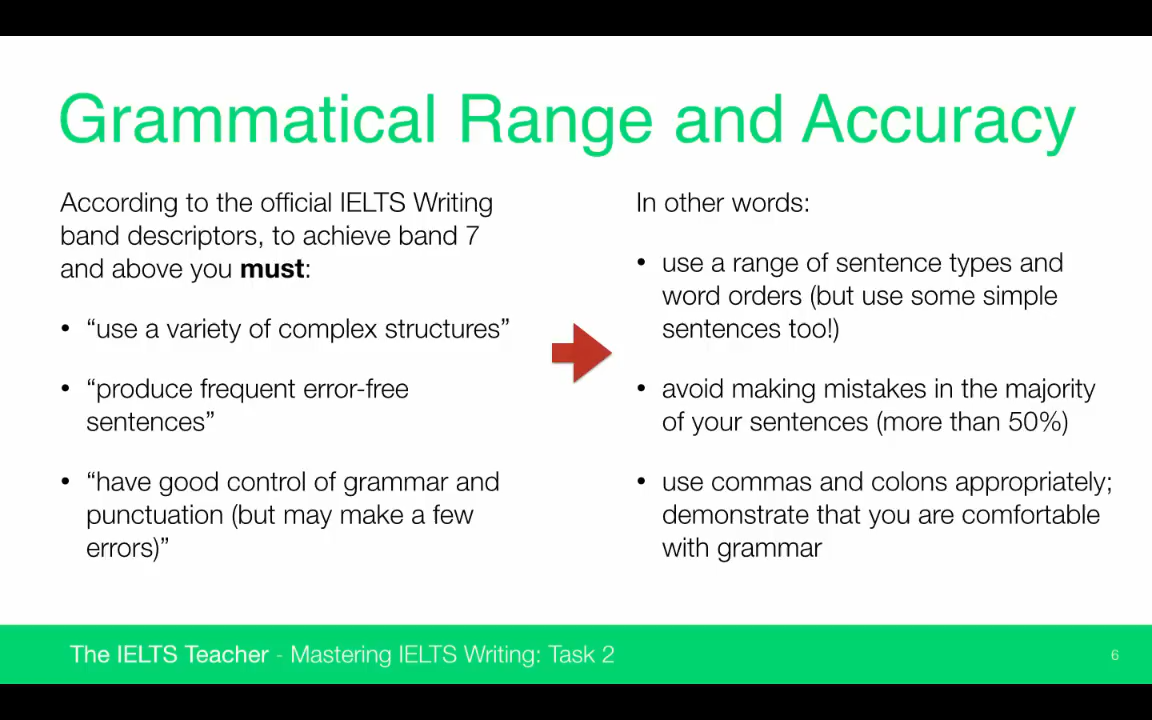 Grammatical Range and Accuracy
According to the official IELTS Writing
band descriptors, to achieve band 7
and above you must:
• “use a variety of complex structures”
• “produce frequent error-free
sentences”
• “have good control of grammar and
punctuation (but may make a few
errors)”
In other words:
• use a range of sentence types and
word orders (but use some simple
sentences too!)
• avoid making mistakes in the majority
of your sentences (more than 50%)
• use commas and colons appropriately;
demonstrate that you are comfortable
with grammar
The IELTS Teacher - Mastering IELTS Writing: Task 2
6